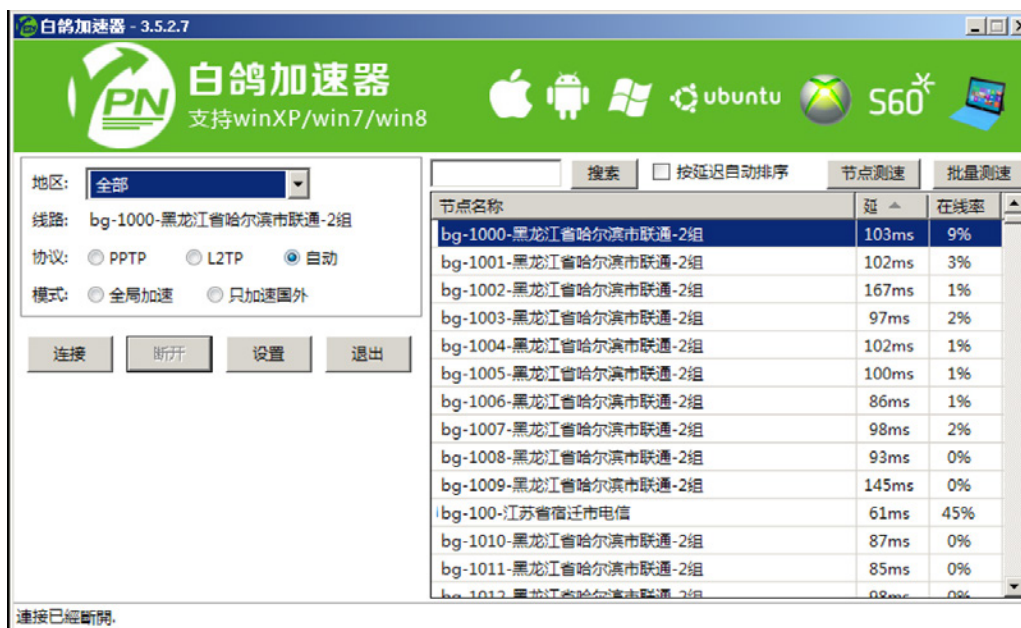 白鸽加速器 - 3.5.2.7
PN
白鸽加速器
支持winXP/win7/win8
ubuntu
S60
地区: 全部
线路: bg-1000-黑龙江省哈尔滨市联通-2组
协议: PPTP L2TP 自动
模式: 全局加速 只加速国外
连接 断开 设置 退出
搜索 按延迟自动排序 节点测速 批量测速
节点名称 延 在线率
bg-1000-黑龙江省哈尔滨市联通-2组 103ms 9%
bg-1001-黑龙江省哈尔滨市联通-2组 102ms 3%
bg-1002-黑龙江省哈尔滨市联通-2组 167ms 1%
bg-1003-黑龙江省哈尔滨市联通-2组 97ms 2%
bg-1004-黑龙江省哈尔滨市联通-2组 102ms 1%
bg-1005-黑龙江省哈尔滨市联通-2组 100ms 1%
bg-1006-黑龙江省哈尔滨市联通-2组 86ms 1%
bg-1007-黑龙江省哈尔滨市联通-2组 98ms 2%
bg-1008-黑龙江省哈尔滨市联通-2组 93ms 0%
bg-1009-黑龙江省哈尔滨市联通-2组 145ms 0%
bg-100-江苏省宿迁市电信 61ms 45%
bg-1010-黑龙江省哈尔滨市联通-2组 87ms 0%
bg-1011-黑龙江省哈尔滨市联通-2组 85ms 0%
bg-1012-黑龙江省哈尔滨市联通-2组 98ms 0%
連接已經斷開.